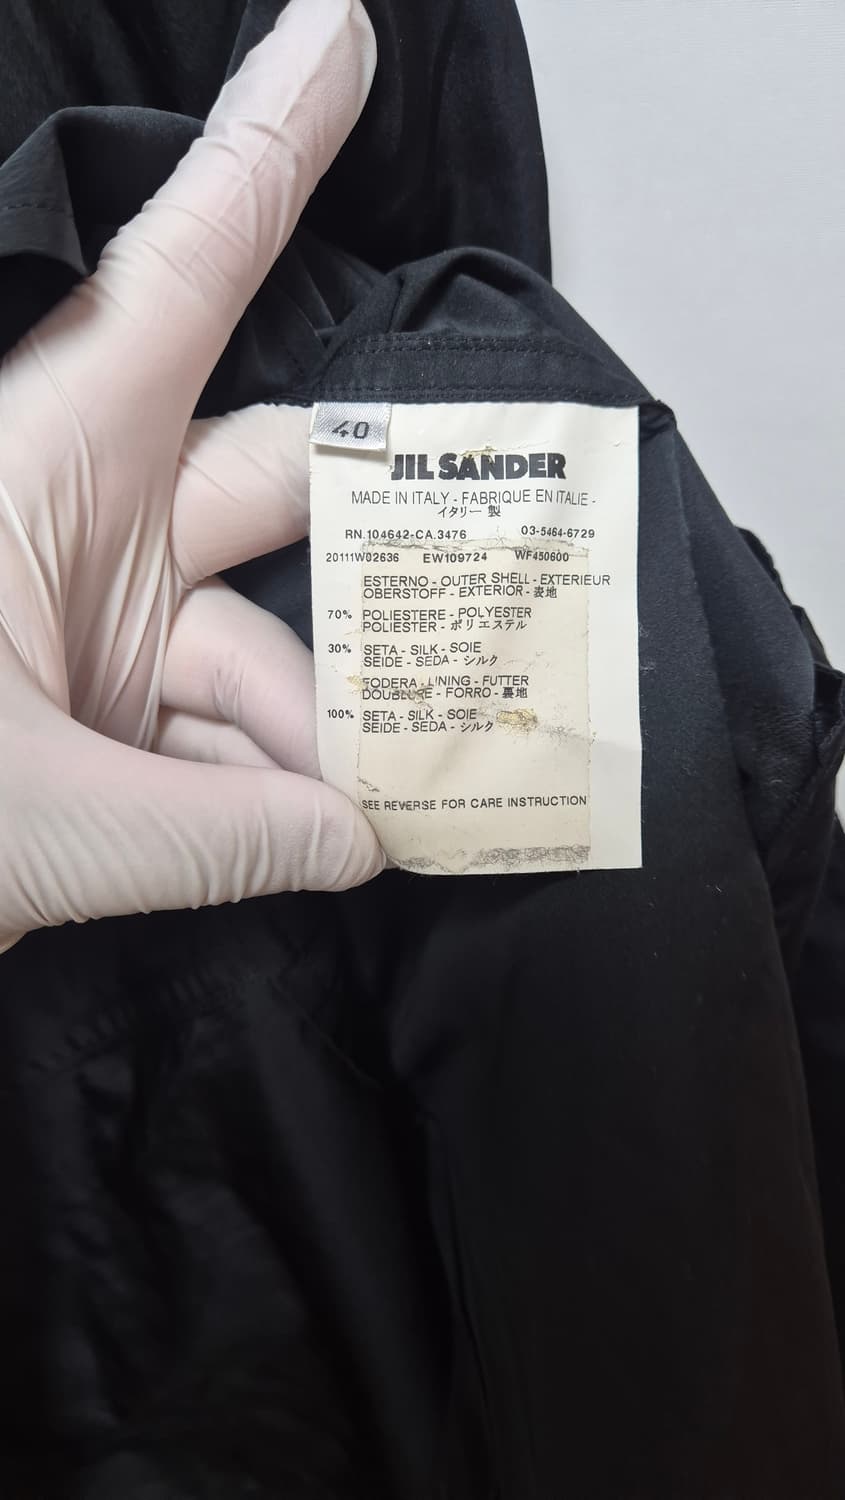 40
JIL SANDER
MADE IN ITALY - FABRIQUE EN ITALIE -
イタリー 製
RN.104642-CA.3476 03-5464-6729
20111W02636 EW109724 WF450600
ESTERNO - OUTER SHELL - EXTERIEUR
OBERSTOFF - EXTERIOR - 表地
70% POLIESTERE - POLYESTER
POLIESTER - ポリエステル
30% SETA - SILK - SOIE
SEIDE - SEDA - シルク
FODERA - LINING - FUTTER
DOUBLURE - FORRO - 裏地
100% SETA - SILK - SOIE
SEIDE - SEDA - シルク
SEE REVERSE FOR CARE INSTRUCTION